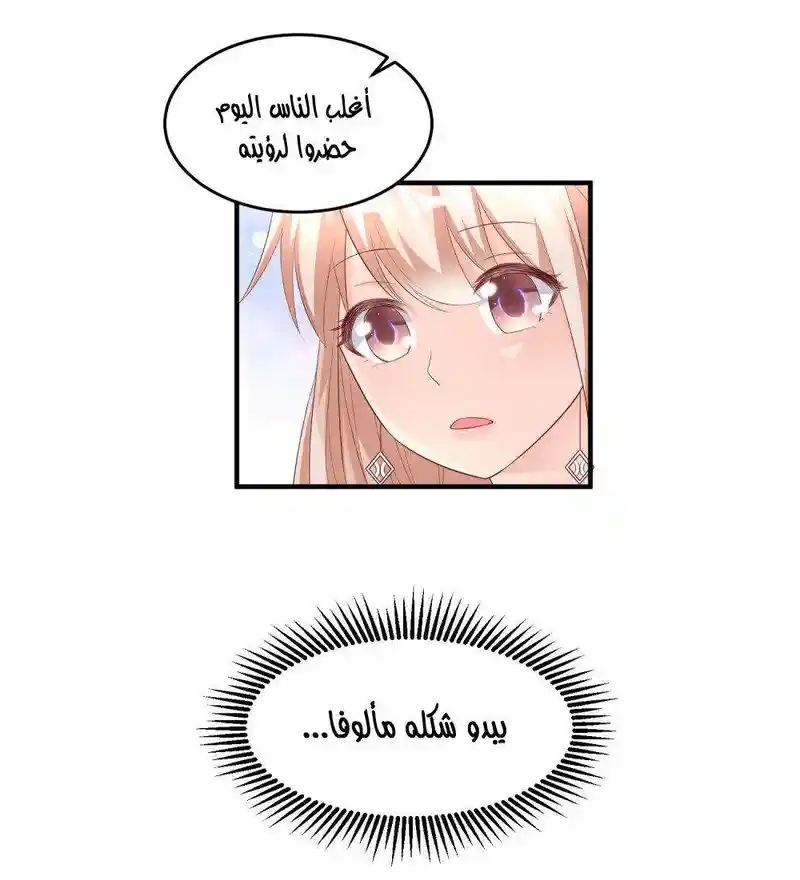 أغلب الناس اليوم
حضروا لرؤيته
يبدو شكله مألوفا...